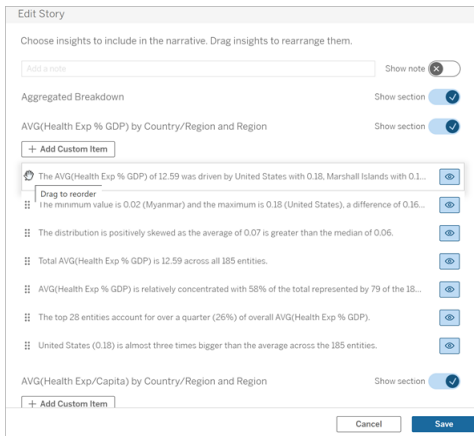 Edit Story
Choose insights to include in the narrative. Drag insights to rearrange them.
Add a note
Show note
Aggregated Breakdown
Show section
AVG(Health Exp % GDP) by Country/Region and Region
Show section
+ Add Custom Item
The AVG(Health Exp % GDP) of 12.59 was driven by United States with 0.18, Marshall Islands with 0.1...
Drag to reorder
The minimum value is 0.02 (Myanmar) and the maximum is 0.18 (United States), a difference of 0.16...
The distribution is positively skewed as the average of 0.07 is greater than the median of 0.06.
Total AVG(Health Exp % GDP) is 12.59 across all 185 entities.
AVG(Health Exp % GDP) is relatively concentrated with 58% of the total represented by 79 of the 18...
The top 28 entities account for over a quarter (26%) of overall AVG(Health Exp % GDP).
United States (0.18) is almost three times bigger than the average across the 185 entities.
AVG(Health Exp/Capita) by Country/Region and Region
Show section
+ Add Custom Item
Cancel
Save